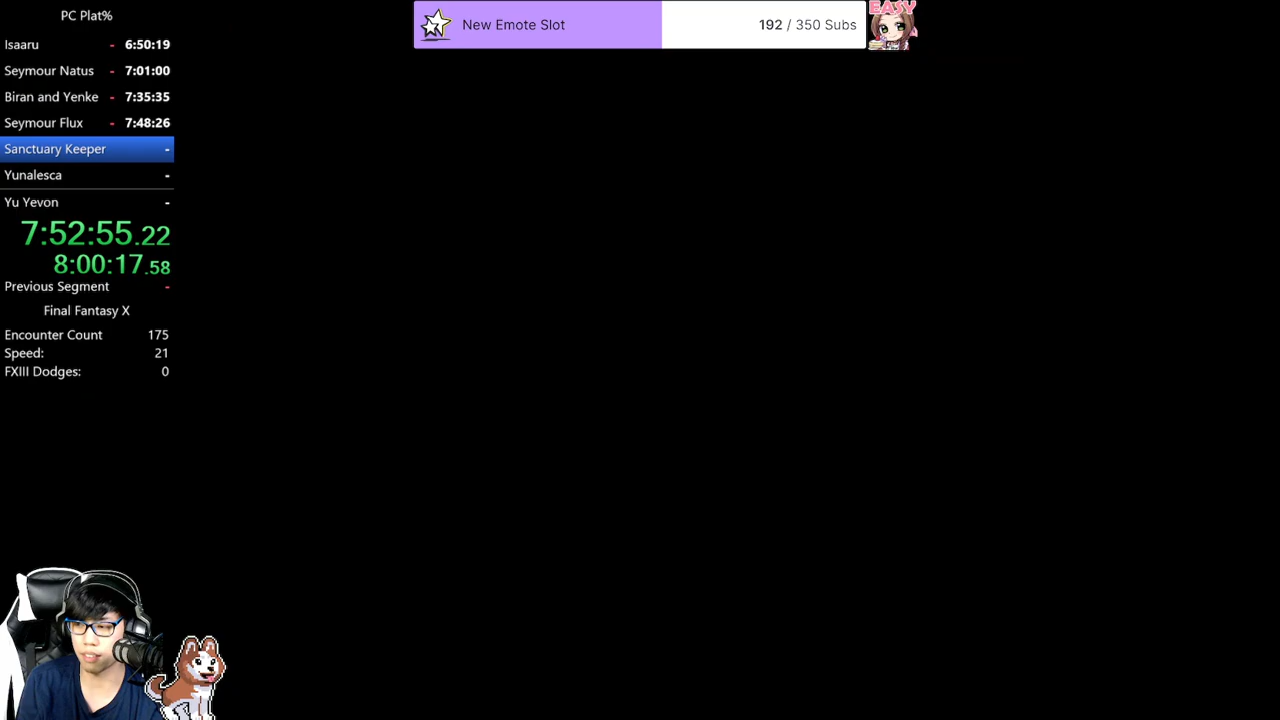 PC Plat%
Isaaru - 6:50:19
Seymour Natus - 7:01:00
Biran and Yenke - 7:35:35
Seymour Flux - 7:48:26
Sanctuary Keeper -
Yunalesca -
Yu Yevon -
7:52:55.22
8:00:17.58
Previous Segment -
Final Fantasy X
Encounter Count 175
Speed: 21
FXIII Dodges: 0
New Emote Slot 192 / 350 Subs
EASY